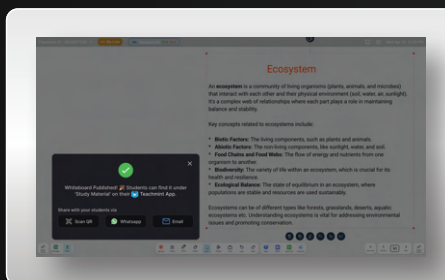 Ecosystem
An ecosystem is a community of living organisms (plants, animals, and microbes)
that interact with each other and their physical environment (soil, water, air, sunlight).
It's a complex web of relationships where each part plays a role in maintaining
balance and stability.
Key concepts related to ecosystems include:
* Biotic Factors: The living components, such as plants and animals.
* Abiotic Factors: The non-living components, like sunlight, water, and soil.
* Food Chains and Food Webs: The flow of energy and nutrients from one
organism to another.
* Biodiversity: The variety of life within an ecosystem, which is crucial for its
health and resilience.
* Ecological Balance: The state of equilibrium in an ecosystem, where
populations are stable and resources are used sustainably.
Ecosystems can be of different types like forests, grasslands, deserts, aquatic
ecosystems etc. Understanding ecosystems is vital for addressing environmental
issues and promoting conservation.
Whiteboard Published! 🎉 Students can find it under
'Study Material' on their Teachmint App.
Share with your students via
Scan QR
Whatsapp
Email